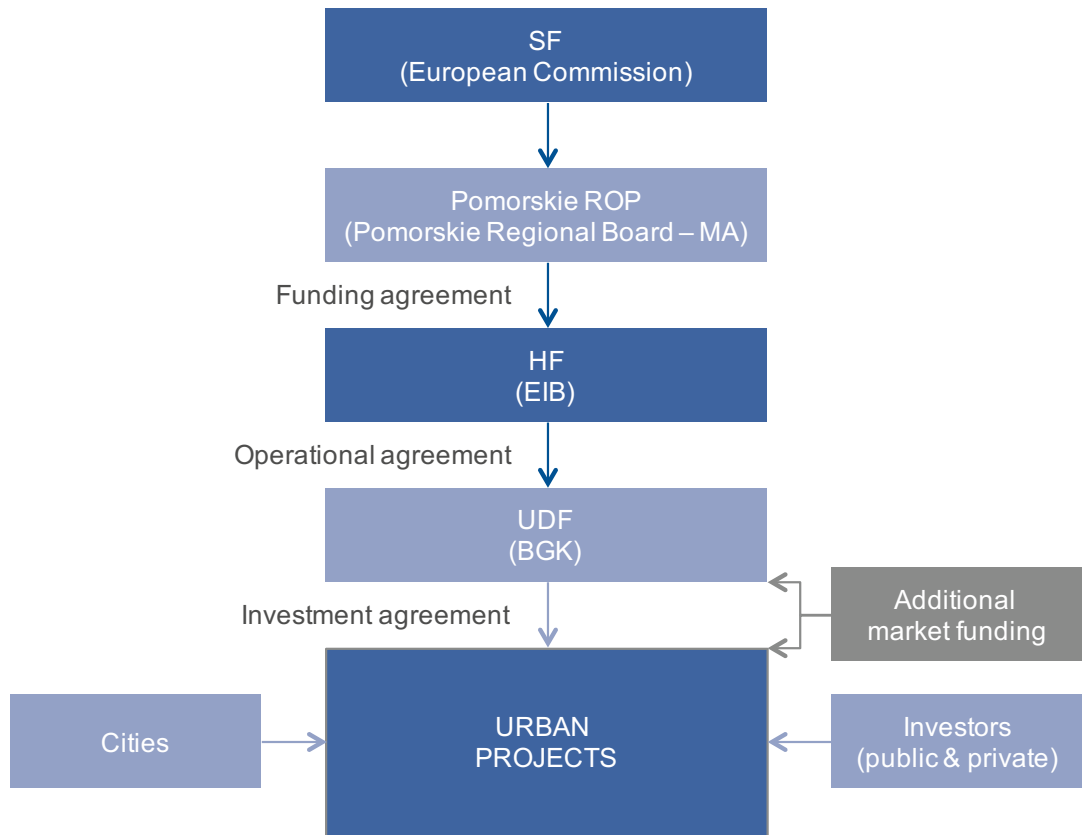 SF
(European Commission)
Pomorskie ROP
(Pomorskie Regional Board – MA)
Funding agreement
HF
(EIB)
Operational agreement
UDF
(BGK)
Investment agreement
Additional
market funding
Cities
URBAN
PROJECTS
Investors
(public & private)